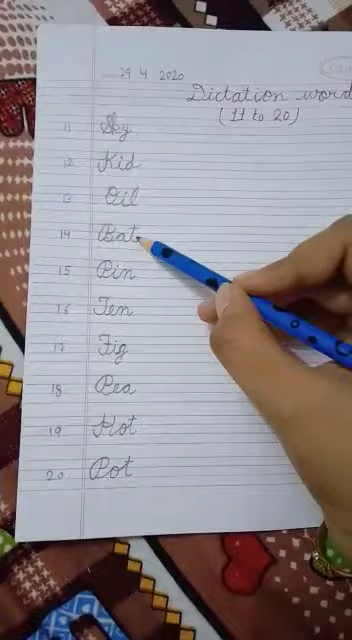 29 4 2020
Dictation word
(11 to 20)
11 Sky
12 Kid
13 Oil
14 Bat
15 Pin
16 Ten
17 Fig
18 Pea
19 Hot
20 Pot